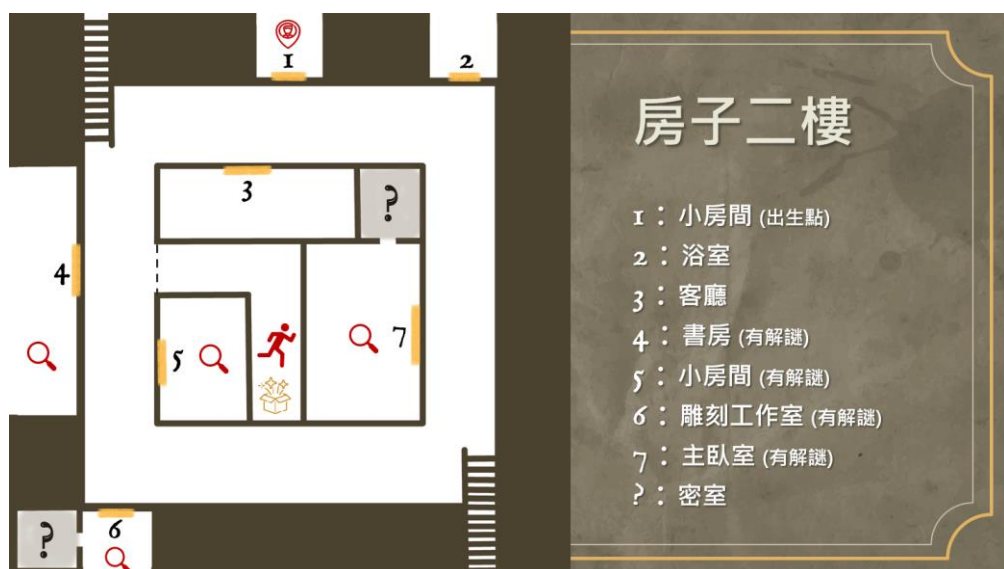 1
2
3
?
4
5
7
6
?
房子二樓
1：小房間 (出生點)
2：浴室
3：客廳
4：書房 (有解謎)
5：小房間 (有解謎)
6：雕刻工作室 (有解謎)
7：主臥室 (有解謎)
?：密室